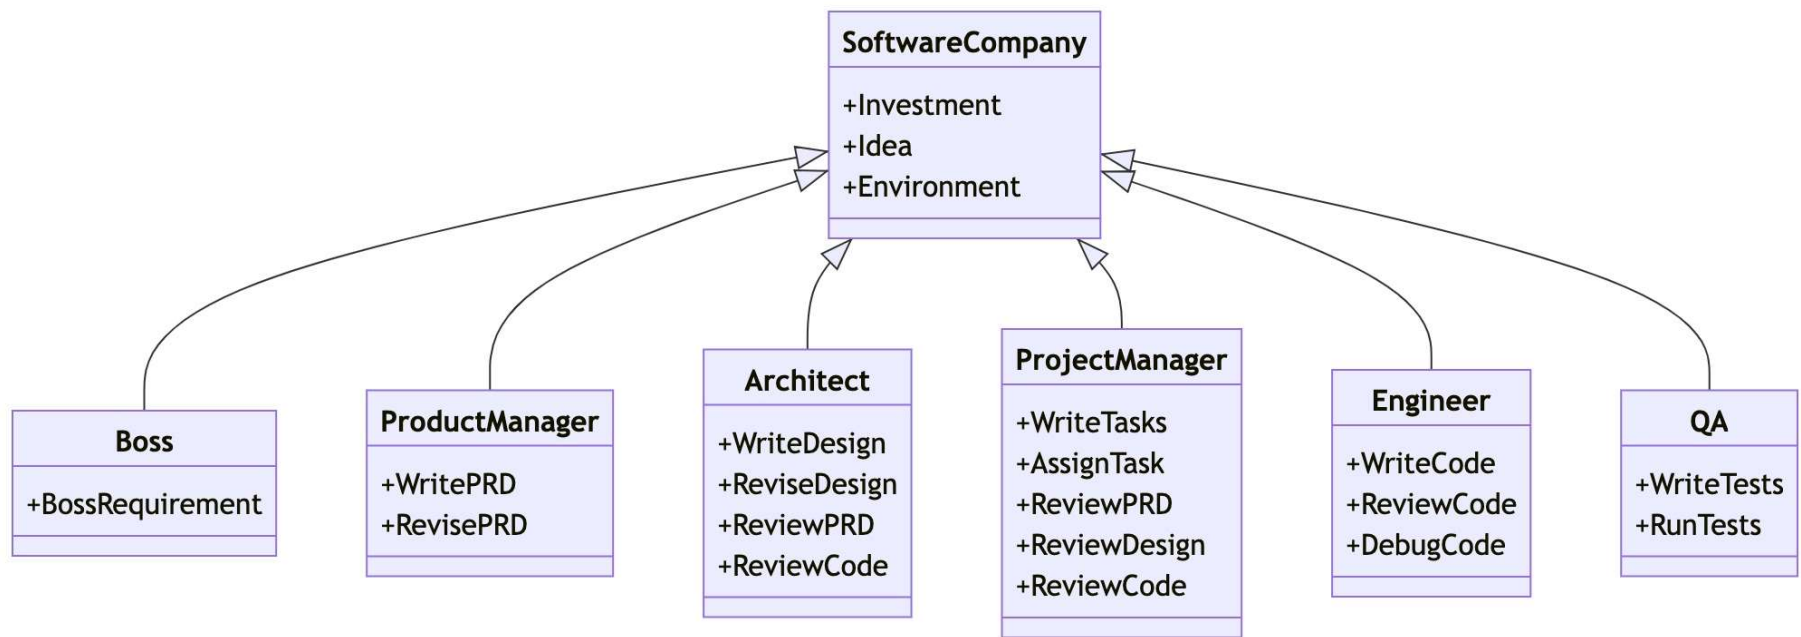 SoftwareCompany
+Investment
+Idea
+Environment
Boss
+BossRequirement
ProductManager
+WritePRD
+RevisePRD
Architect
+WriteDesign
+ReviseDesign
+ReviewPRD
+ReviewCode
ProjectManager
+WriteTasks
+AssignTask
+ReviewPRD
+ReviewDesign
+ReviewCode
Engineer
+WriteCode
+ReviewCode
+DebugCode
QA
+WriteTests
+RunTests